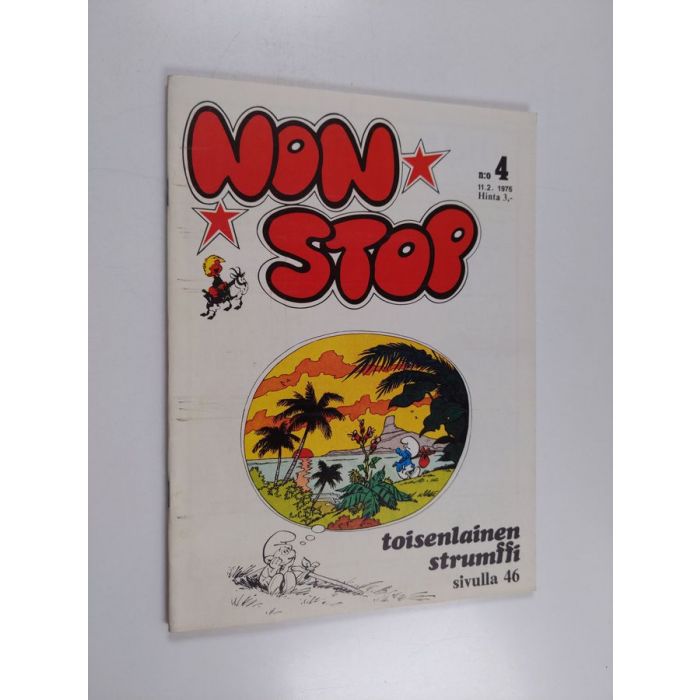 NON
STOP
n:o 4
11.2. 1976
Hinta 3,-
toisenlainen
strumffi
sivulla 46